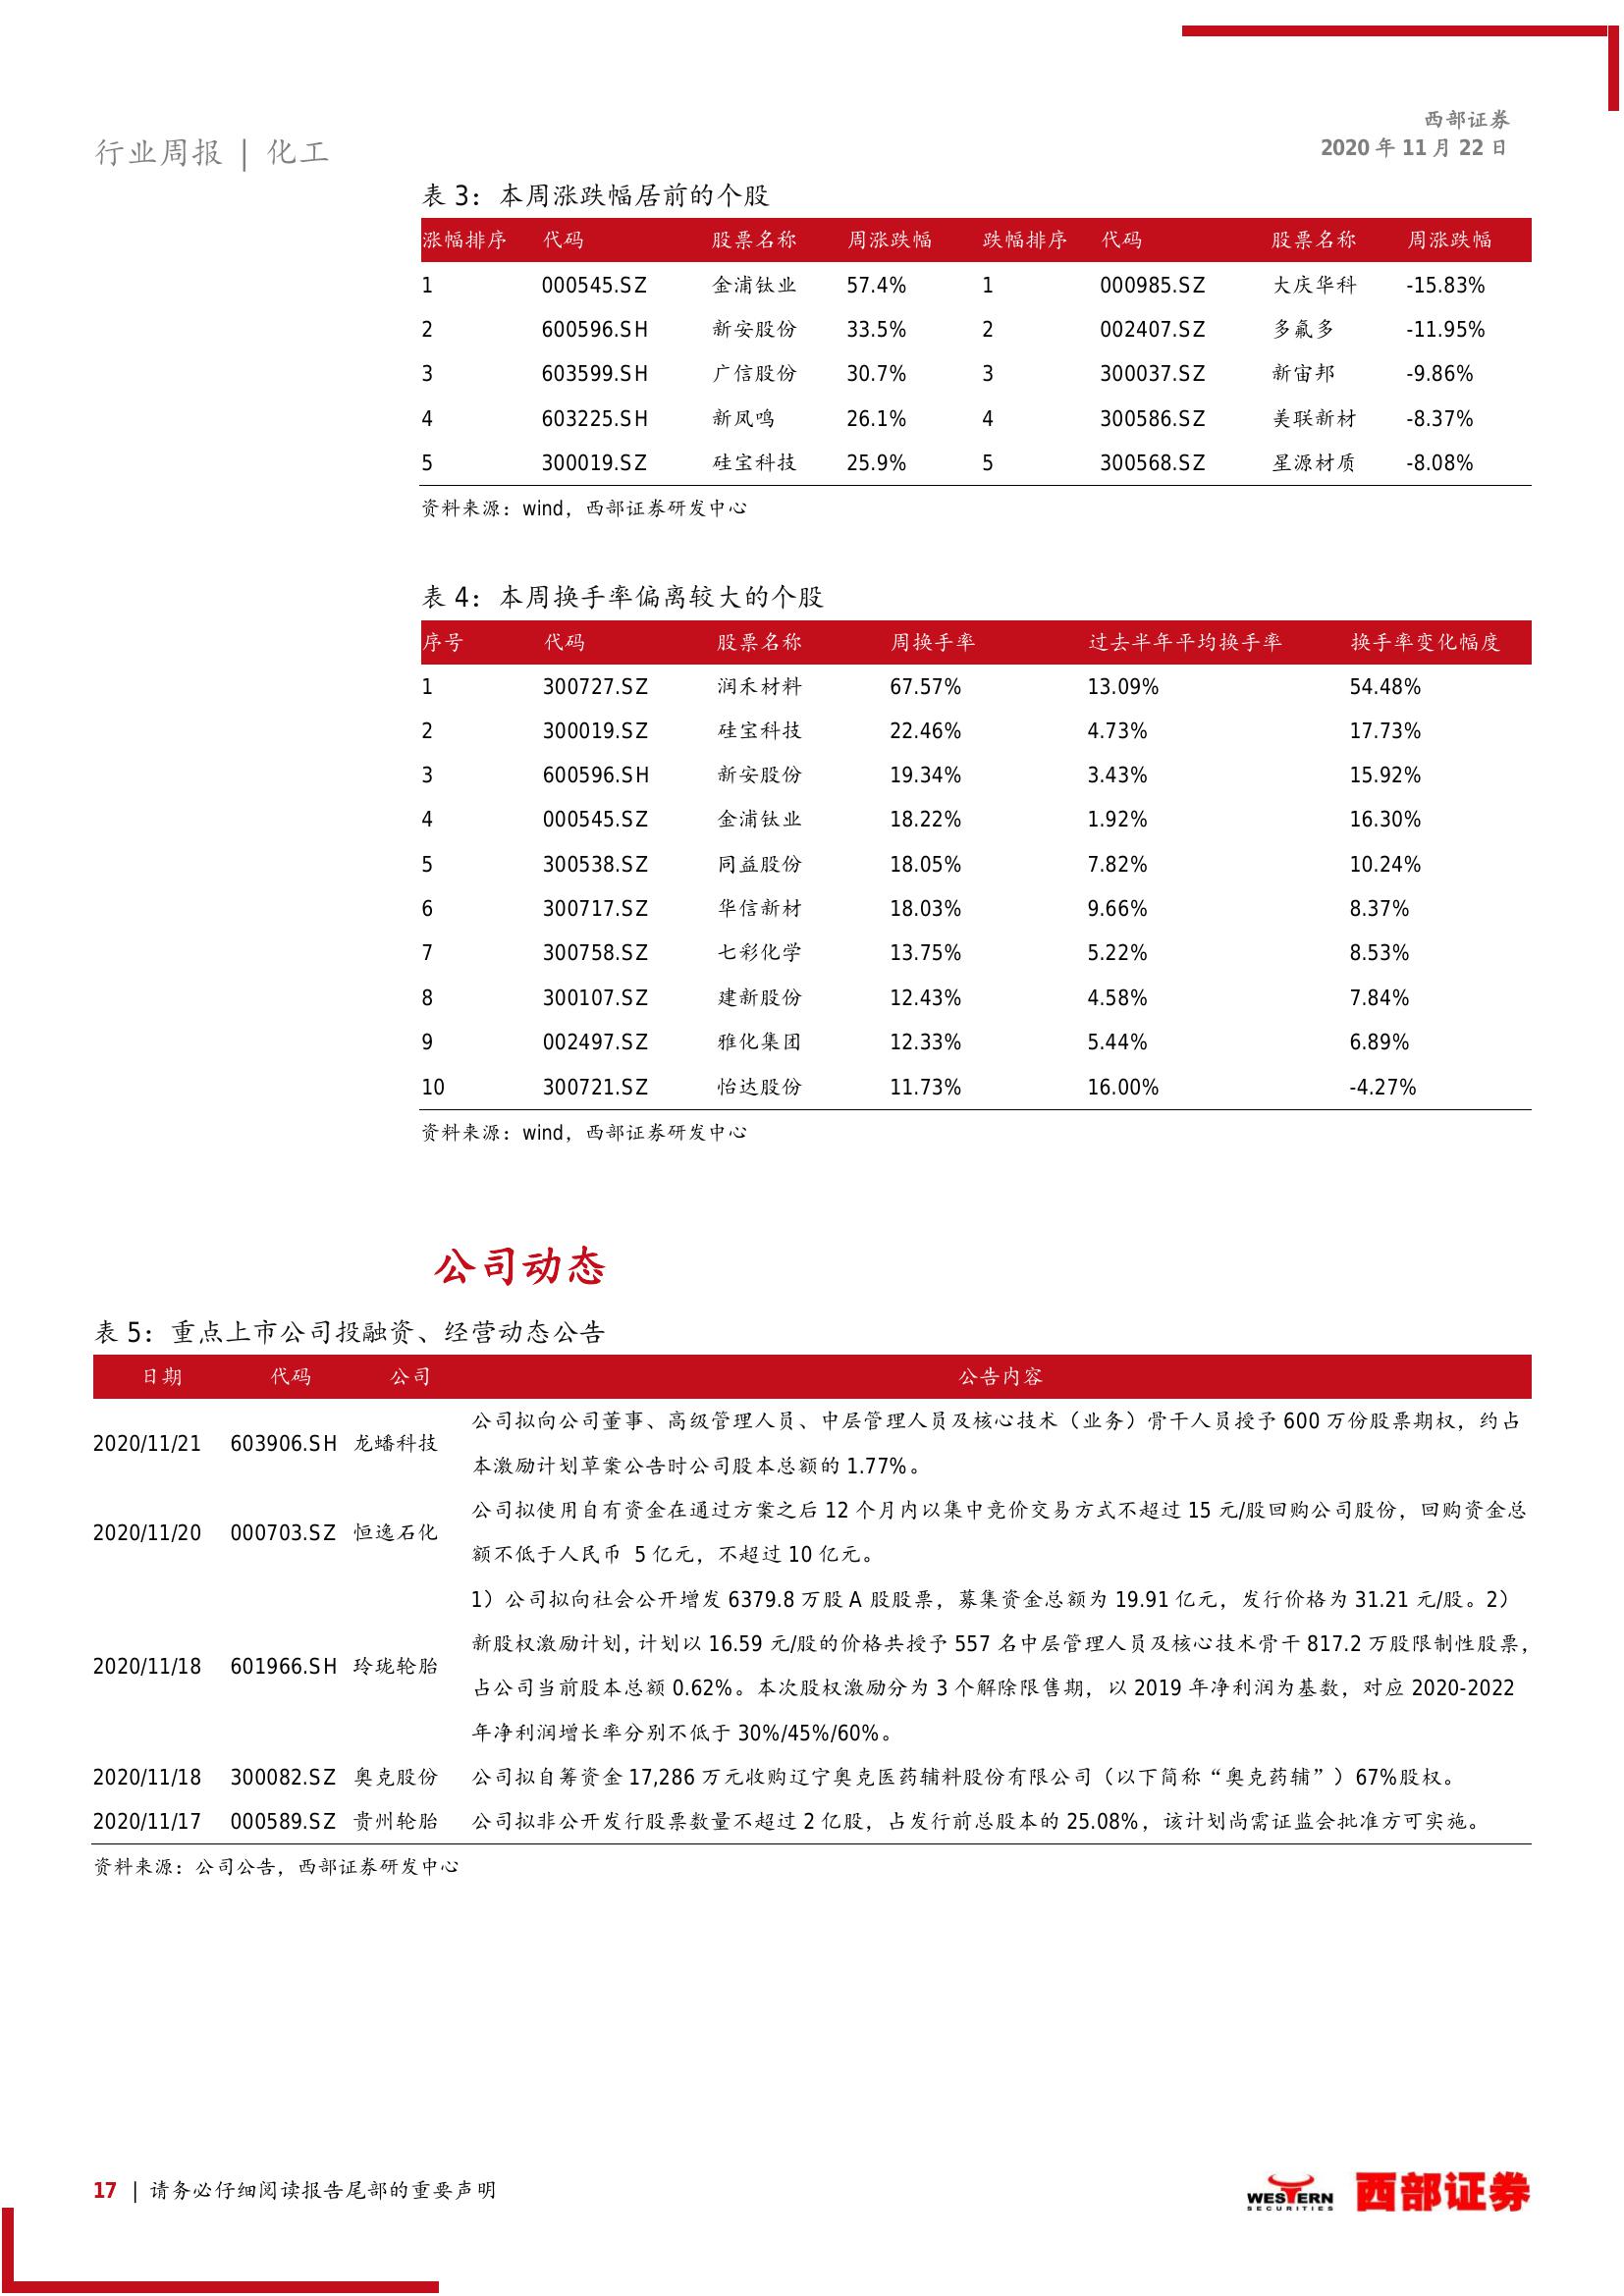 西部证券
2020 年 11 月 22 日
行业周报 | 化工
表 3：本周涨跌幅居前的个股
涨幅排序 代码 股票名称 周涨跌幅 跌幅排序 代码 股票名称 周涨跌幅
1 000545.SZ 金浦钛业 57.4% 1 000985.SZ 大庆华科 -15.83%
2 600596.SH 新安股份 33.5% 2 002407.SZ 多氟多 -11.95%
3 603599.SH 广信股份 30.7% 3 300037.SZ 新宙邦 -9.86%
4 603225.SH 新凤鸣 26.1% 4 300586.SZ 美联新材 -8.37%
5 300019.SZ 硅宝科技 25.9% 5 300568.SZ 星源材质 -8.08%
资料来源：wind，西部证券研发中心
表 4：本周换手率偏离较大的个股
序号 代码 股票名称 周换手率 过去半年平均换手率 换手率变化幅度
1 300727.SZ 润禾材料 67.57% 13.09% 54.48%
2 300019.SZ 硅宝科技 22.46% 4.73% 17.73%
3 600596.SH 新安股份 19.34% 3.43% 15.92%
4 000545.SZ 金浦钛业 18.22% 1.92% 16.30%
5 300538.SZ 同益股份 18.05% 7.82% 10.24%
6 300717.SZ 华信新材 18.03% 9.66% 8.37%
7 300758.SZ 七彩化学 13.75% 5.22% 8.53%
8 300107.SZ 建新股份 12.43% 4.58% 7.84%
9 002497.SZ 雅化集团 12.33% 5.44% 6.89%
10 300721.SZ 怡达股份 11.73% 16.00% -4.27%
资料来源：wind，西部证券研发中心
公司动态
表 5：重点上市公司投融资、经营动态公告
日期 代码 公司 公告内容
2020/11/21 603906.SH 龙蟠科技 公司拟向公司董事、高级管理人员、中层管理人员及核心技术（业务）骨干人员授予 600 万份股票期权，约占
本激励计划草案公告时公司股本总额的 1.77%。
2020/11/20 000703.SZ 恒逸石化 公司拟使用自有资金在通过方案之后 12 个月内以集中竞价交易方式不超过 15 元/股回购公司股份，回购资金总
额不低于人民币 5 亿元，不超过 10 亿元。
1）公司拟向社会公开增发 6379.8 万股 A 股股票，募集资金总额为 19.91 亿元，发行价格为 31.21 元/股。2）
新股权激励计划，计划以 16.59 元/股的价格共授予 557 名中层管理人员及核心技术骨干 817.2 万股限制性股票，
2020/11/18 601966.SH 玲珑轮胎 占公司当前股本总额 0.62%。本次股权激励分为 3 个解除限售期，以 2019 年净利润为基数，对应 2020-2022
年净利润增长率分别不低于 30%/45%/60%。
2020/11/18 300082.SZ 奥克股份 公司拟自筹资金 17,286 万元收购辽宁奥克医药辅料股份有限公司（以下简称“奥克药辅”）67%股权。
2020/11/17 000589.SZ 贵州轮胎 公司拟非公开发行股票数量不超过 2 亿股，占发行前总股本的 25.08%，该计划尚需证监会批准方可实施。
资料来源：公司公告，西部证券研发中心
17 | 请务必仔细阅读报告尾部的重要声明
WESTERN
SECURITIES
西部证券